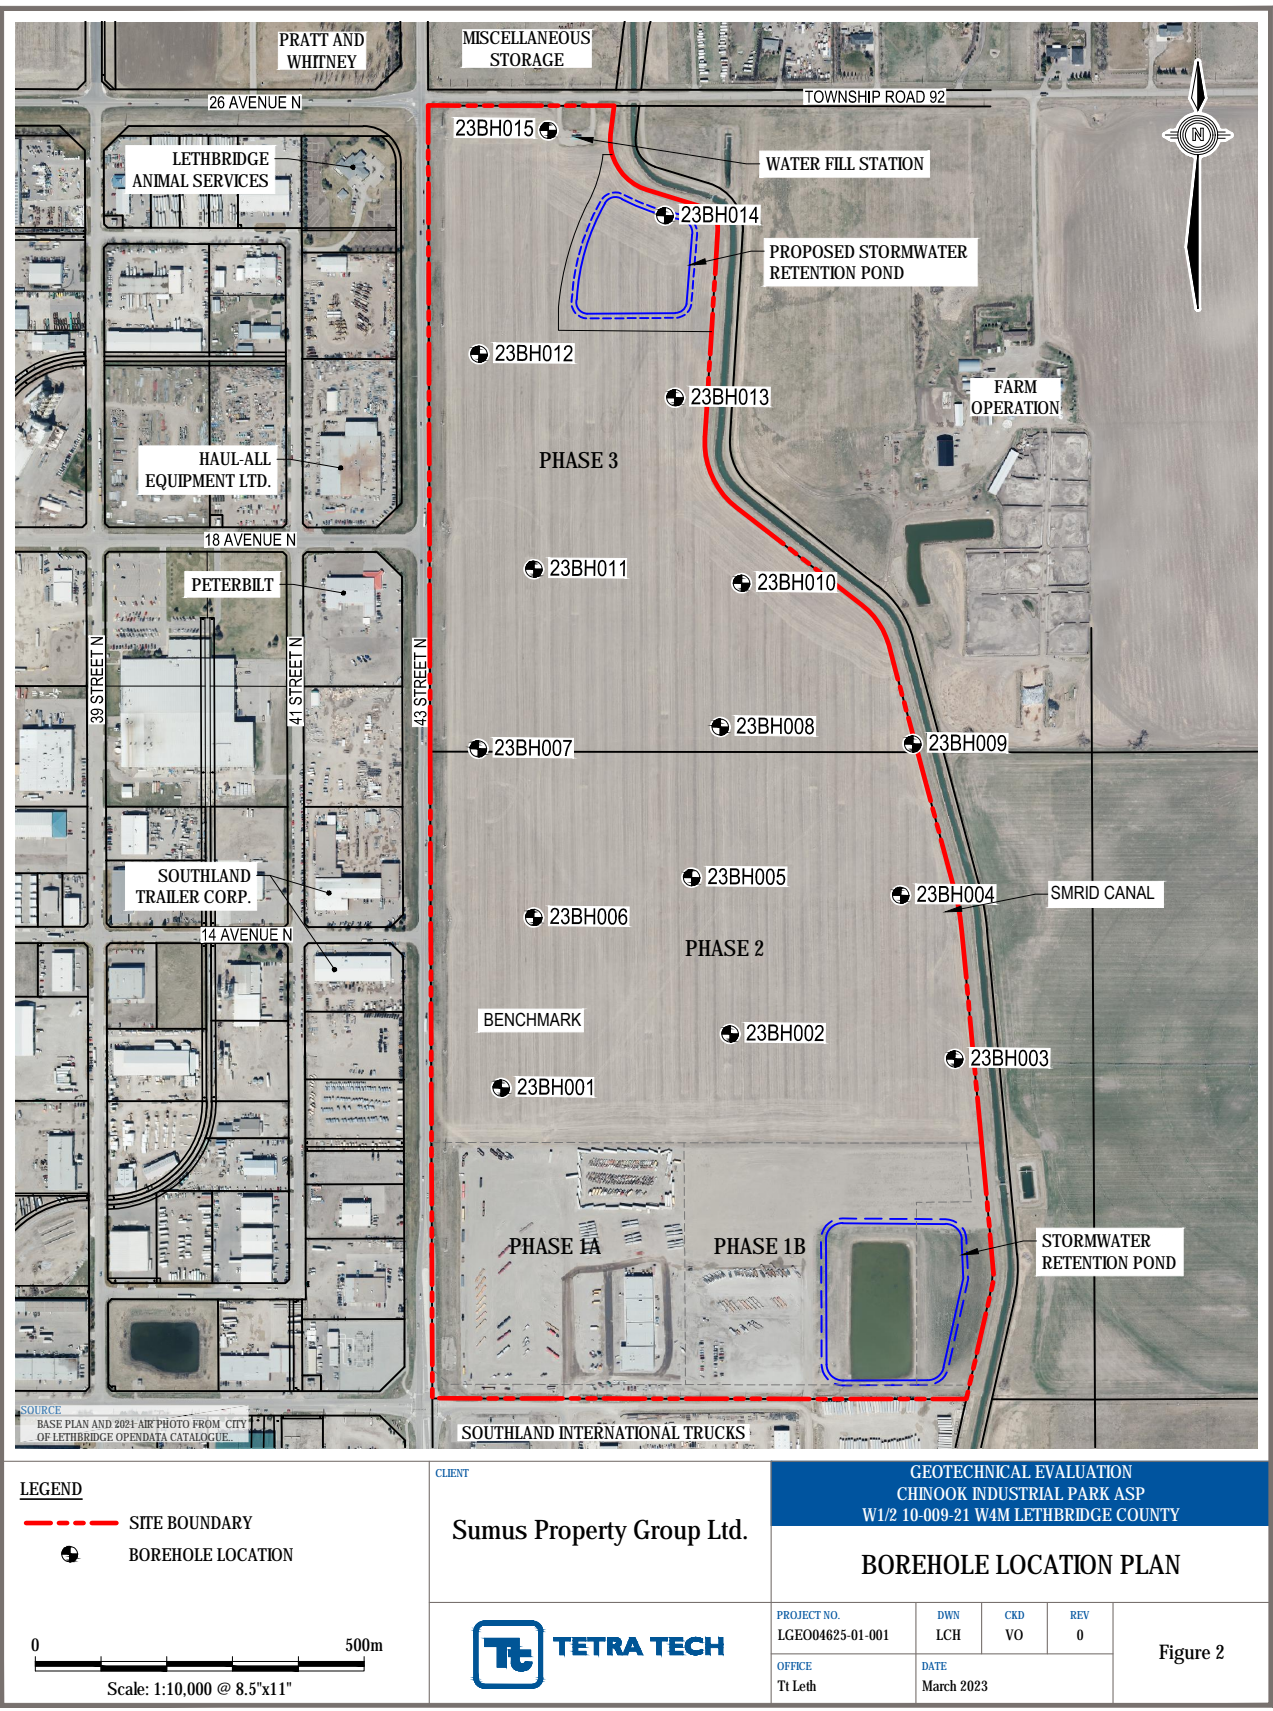 PRATT AND
WHITNEY
MISCELLANEOUS
STORAGE
26 AVENUE N
TOWNSHIP ROAD 92
N
23BH015
LETHBRIDGE
ANIMAL SERVICES
WATER FILL STATION
23BH014
PROPOSED STORMWATER
RETENTION POND
23BH012
23BH013
FARM
OPERATION
PHASE 3
HAUL-ALL
EQUIPMENT LTD.
18 AVENUE N
23BH011
23BH010
PETERBILT
39 STREET N
41 STREET N
43 STREET N
23BH008
23BH009
23BH007
SOUTHLAND
TRAILER CORP.
23BH005
23BH004
SMRID CANAL
23BH006
14 AVENUE N
PHASE 2
BENCHMARK
23BH002
23BH003
23BH001
PHASE 1A
PHASE 1B
STORMWATER
RETENTION POND
SOURCE
BASE PLAN AND 2021 AIR PHOTO FROM CITY
OF LETHBRIDGE OPENDATA CATALOGUE.
SOUTHLAND INTERNATIONAL TRUCKS
LEGEND
SITE BOUNDARY
BOREHOLE LOCATION
0 500m
Scale: 1:10,000 @ 8.5"x11"
CLIENT
Sumus Property Group Ltd.
Tt TETRA TECH
GEOTECHNICAL EVALUATION
CHINOOK INDUSTRIAL PARK ASP
W1/2 10-009-21 W4M LETHBRIDGE COUNTY
BOREHOLE LOCATION PLAN
PROJECT NO. DWN CKD REV
LGEO04625-01-001 LCH VO 0
OFFICE DATE
Tt Leth March 2023
Figure 2